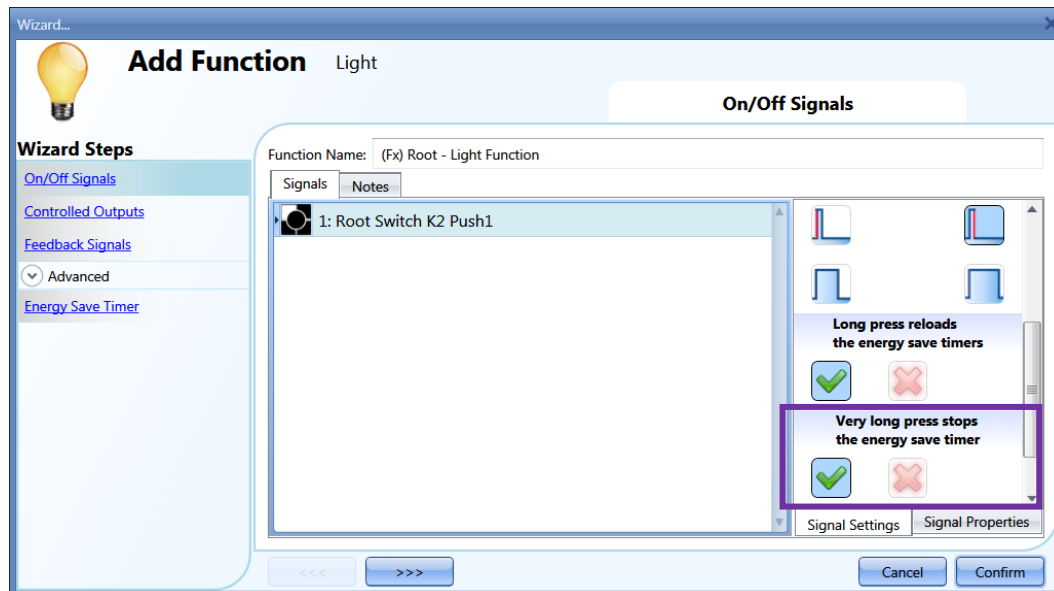 Wizard...
Add Function Light
On/Off Signals
Wizard Steps
On/Off Signals
Controlled Outputs
Feedback Signals
Advanced
Energy Save Timer
Function Name: (Fx) Root - Light Function
Signals Notes
1: Root Switch K2 Push1
Long press reloads
the energy save timers
Very long press stops
the energy save timer
Signal Settings Signal Properties
<<< >>> Cancel Confirm